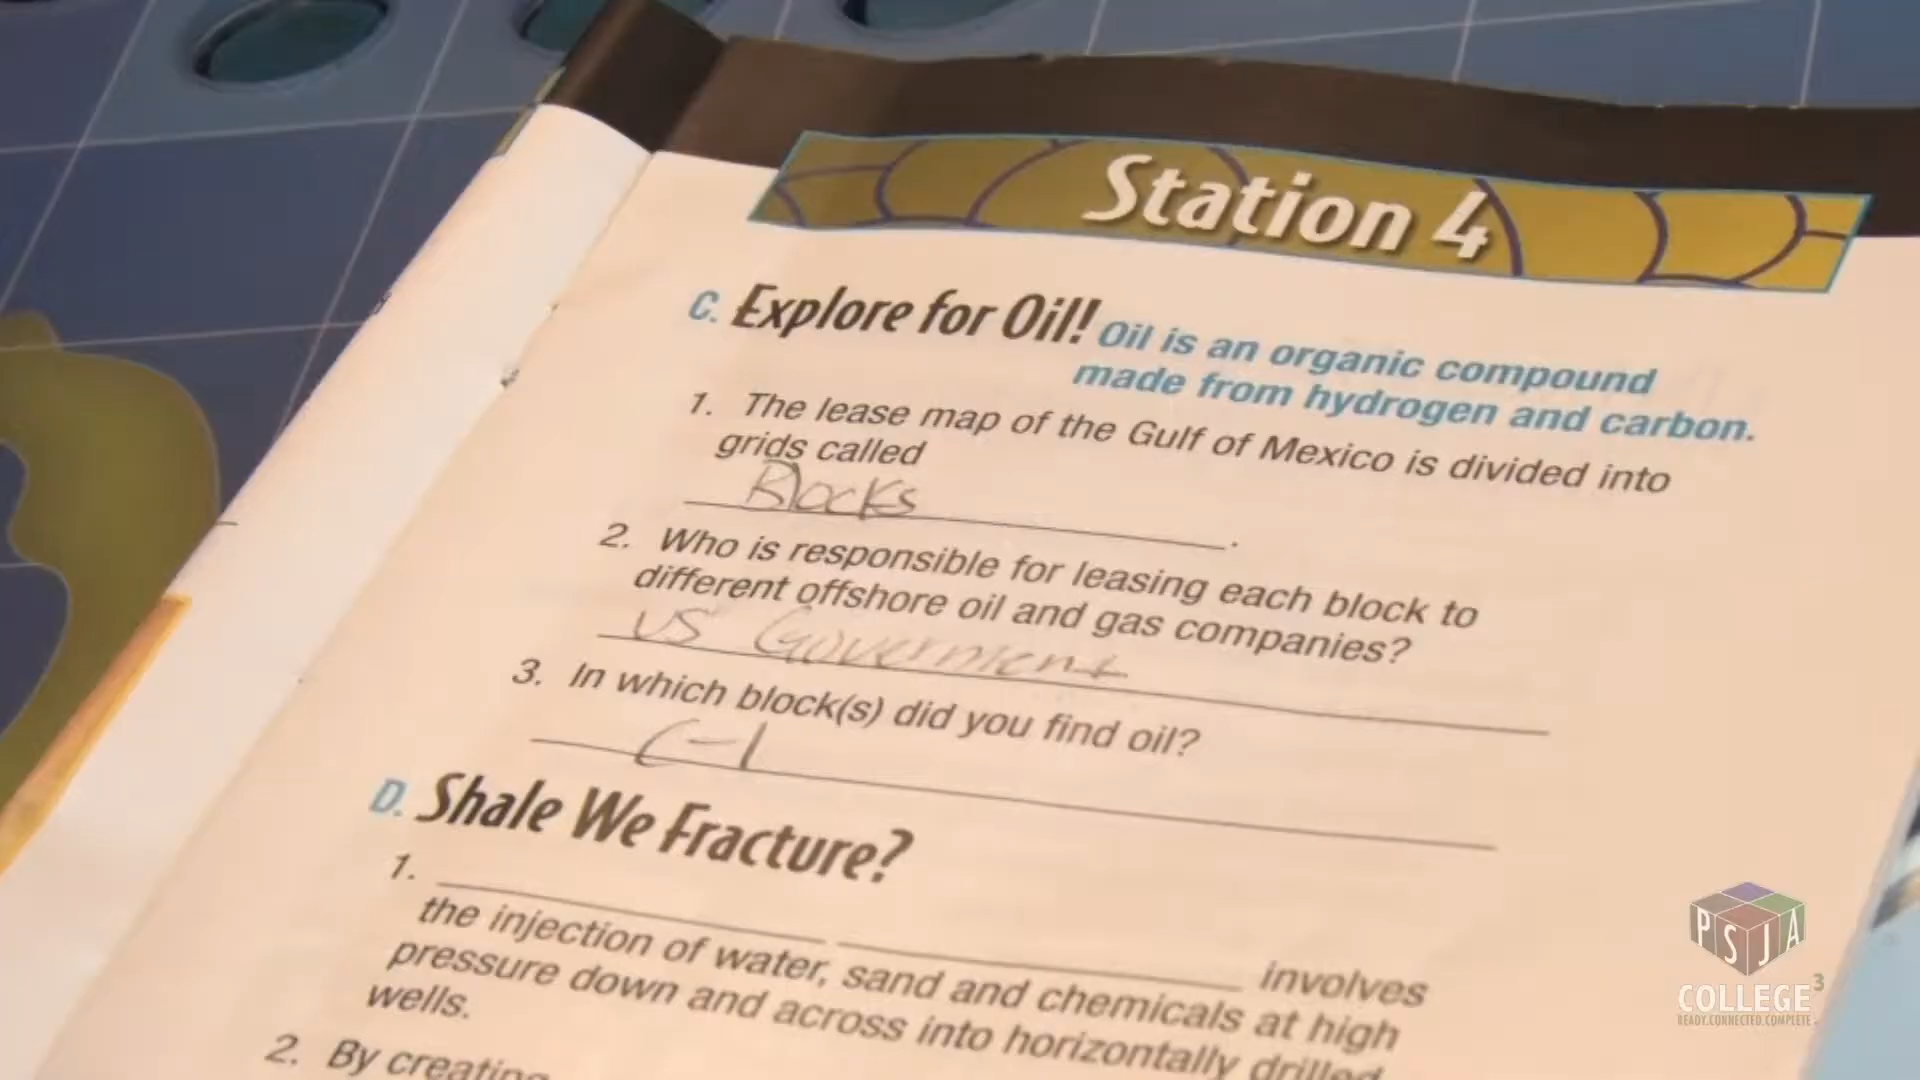 Station 4
C. Explore for Oil! Oil is an organic compound
made from hydrogen and carbon.
1. The lease map of the Gulf of Mexico is divided into
grids called
Blocks
2. Who is responsible for leasing each block to
different offshore oil and gas companies?
US Government
3. In which block(s) did you find oil?
C-1
D. Shale We Fracture?
1. ____ ____ involves
the injection of water, sand and chemicals at high
pressure down and across into horizontally drilled
wells.
2. By creating
PSJA
COLLEGE³
READY.CONNECTED.COMPLETE.